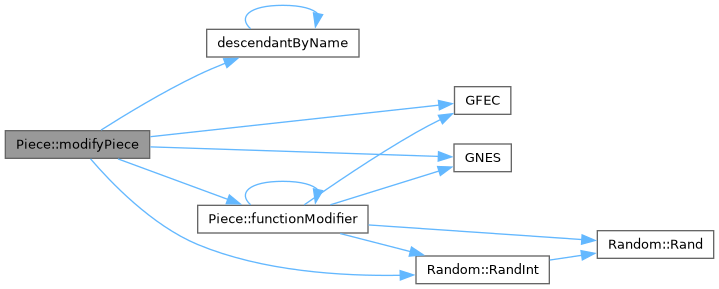 descendantByName
GFEC
Piece::modifyPiece
GNES
Piece::functionModifier
Random::Rand
Random::RandInt